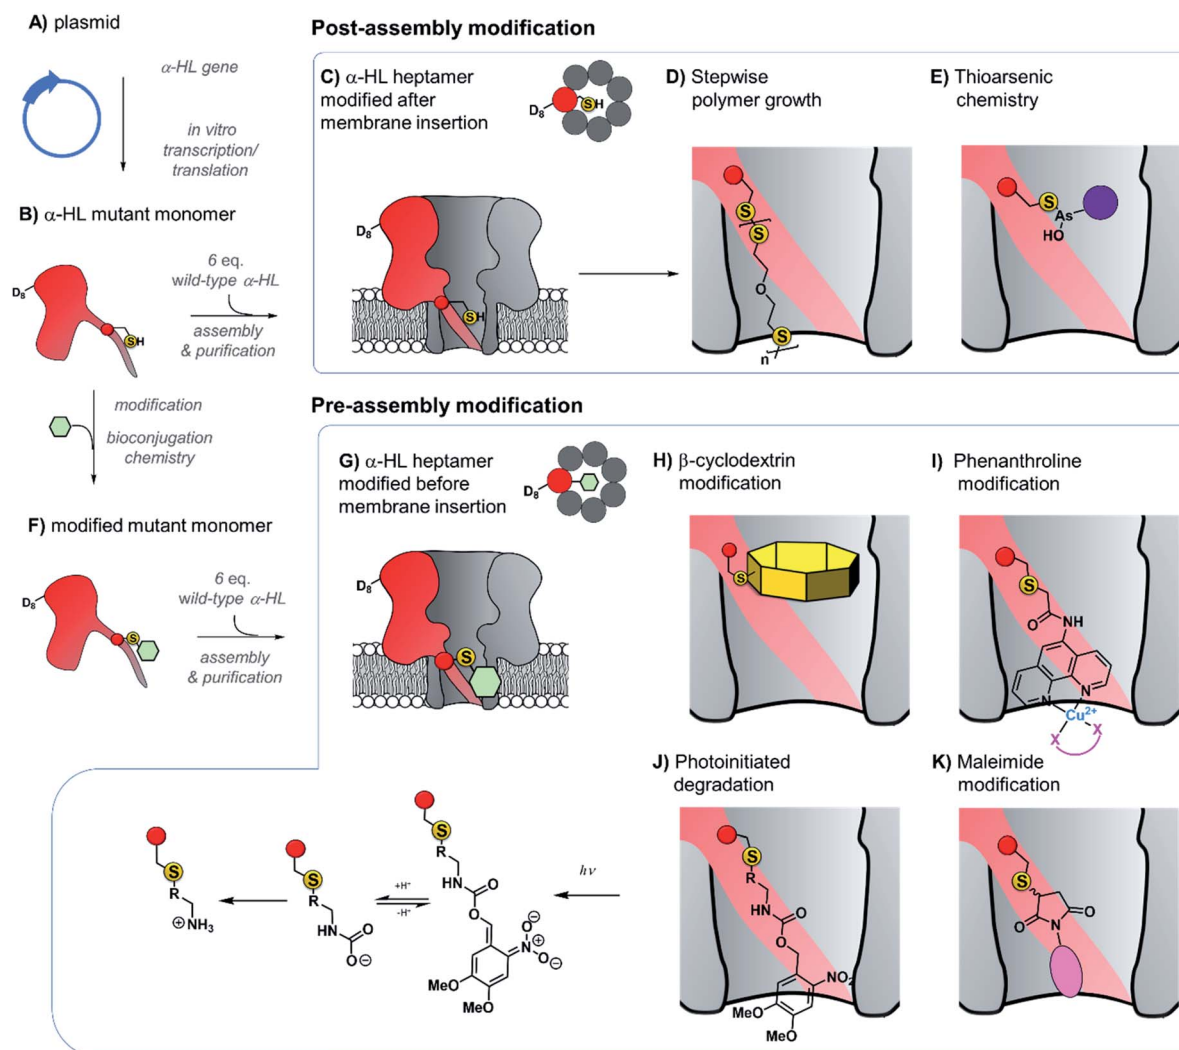 A) plasmid
α-HL gene
in vitro
transcription/
translation
B) α-HL mutant monomer
D8
SH
6 eq.
wild-type α-HL
assembly
& purification
modification
bioconjugation
chemistry
F) modified mutant monomer
D8
S
6 eq.
wild-type α-HL
assembly
& purification
Post-assembly modification
C) α-HL heptamer
modified after
membrane insertion
D8
SH
D8
SH
D) Stepwise
polymer growth
S
S
O
S
n
E) Thioarsenic
chemistry
S
As
HO
Pre-assembly modification
G) α-HL heptamer
modified before
membrane insertion
D8
D8
S
H) β-cyclodextrin
modification
S
I) Phenanthroline
modification
S
O
NH
N
N
Cu2+
X
X
J) Photoinitiated
degradation
S
R
NH
O
O
NO2
MeO
MeO
K) Maleimide
modification
S
O
N
O
hν
S
R
NH
O
O
O⊖
N⊕
O⊖
MeO
MeO
+H+
-H+
S
R
HN
O
O⊖
S
R
⊕NH3